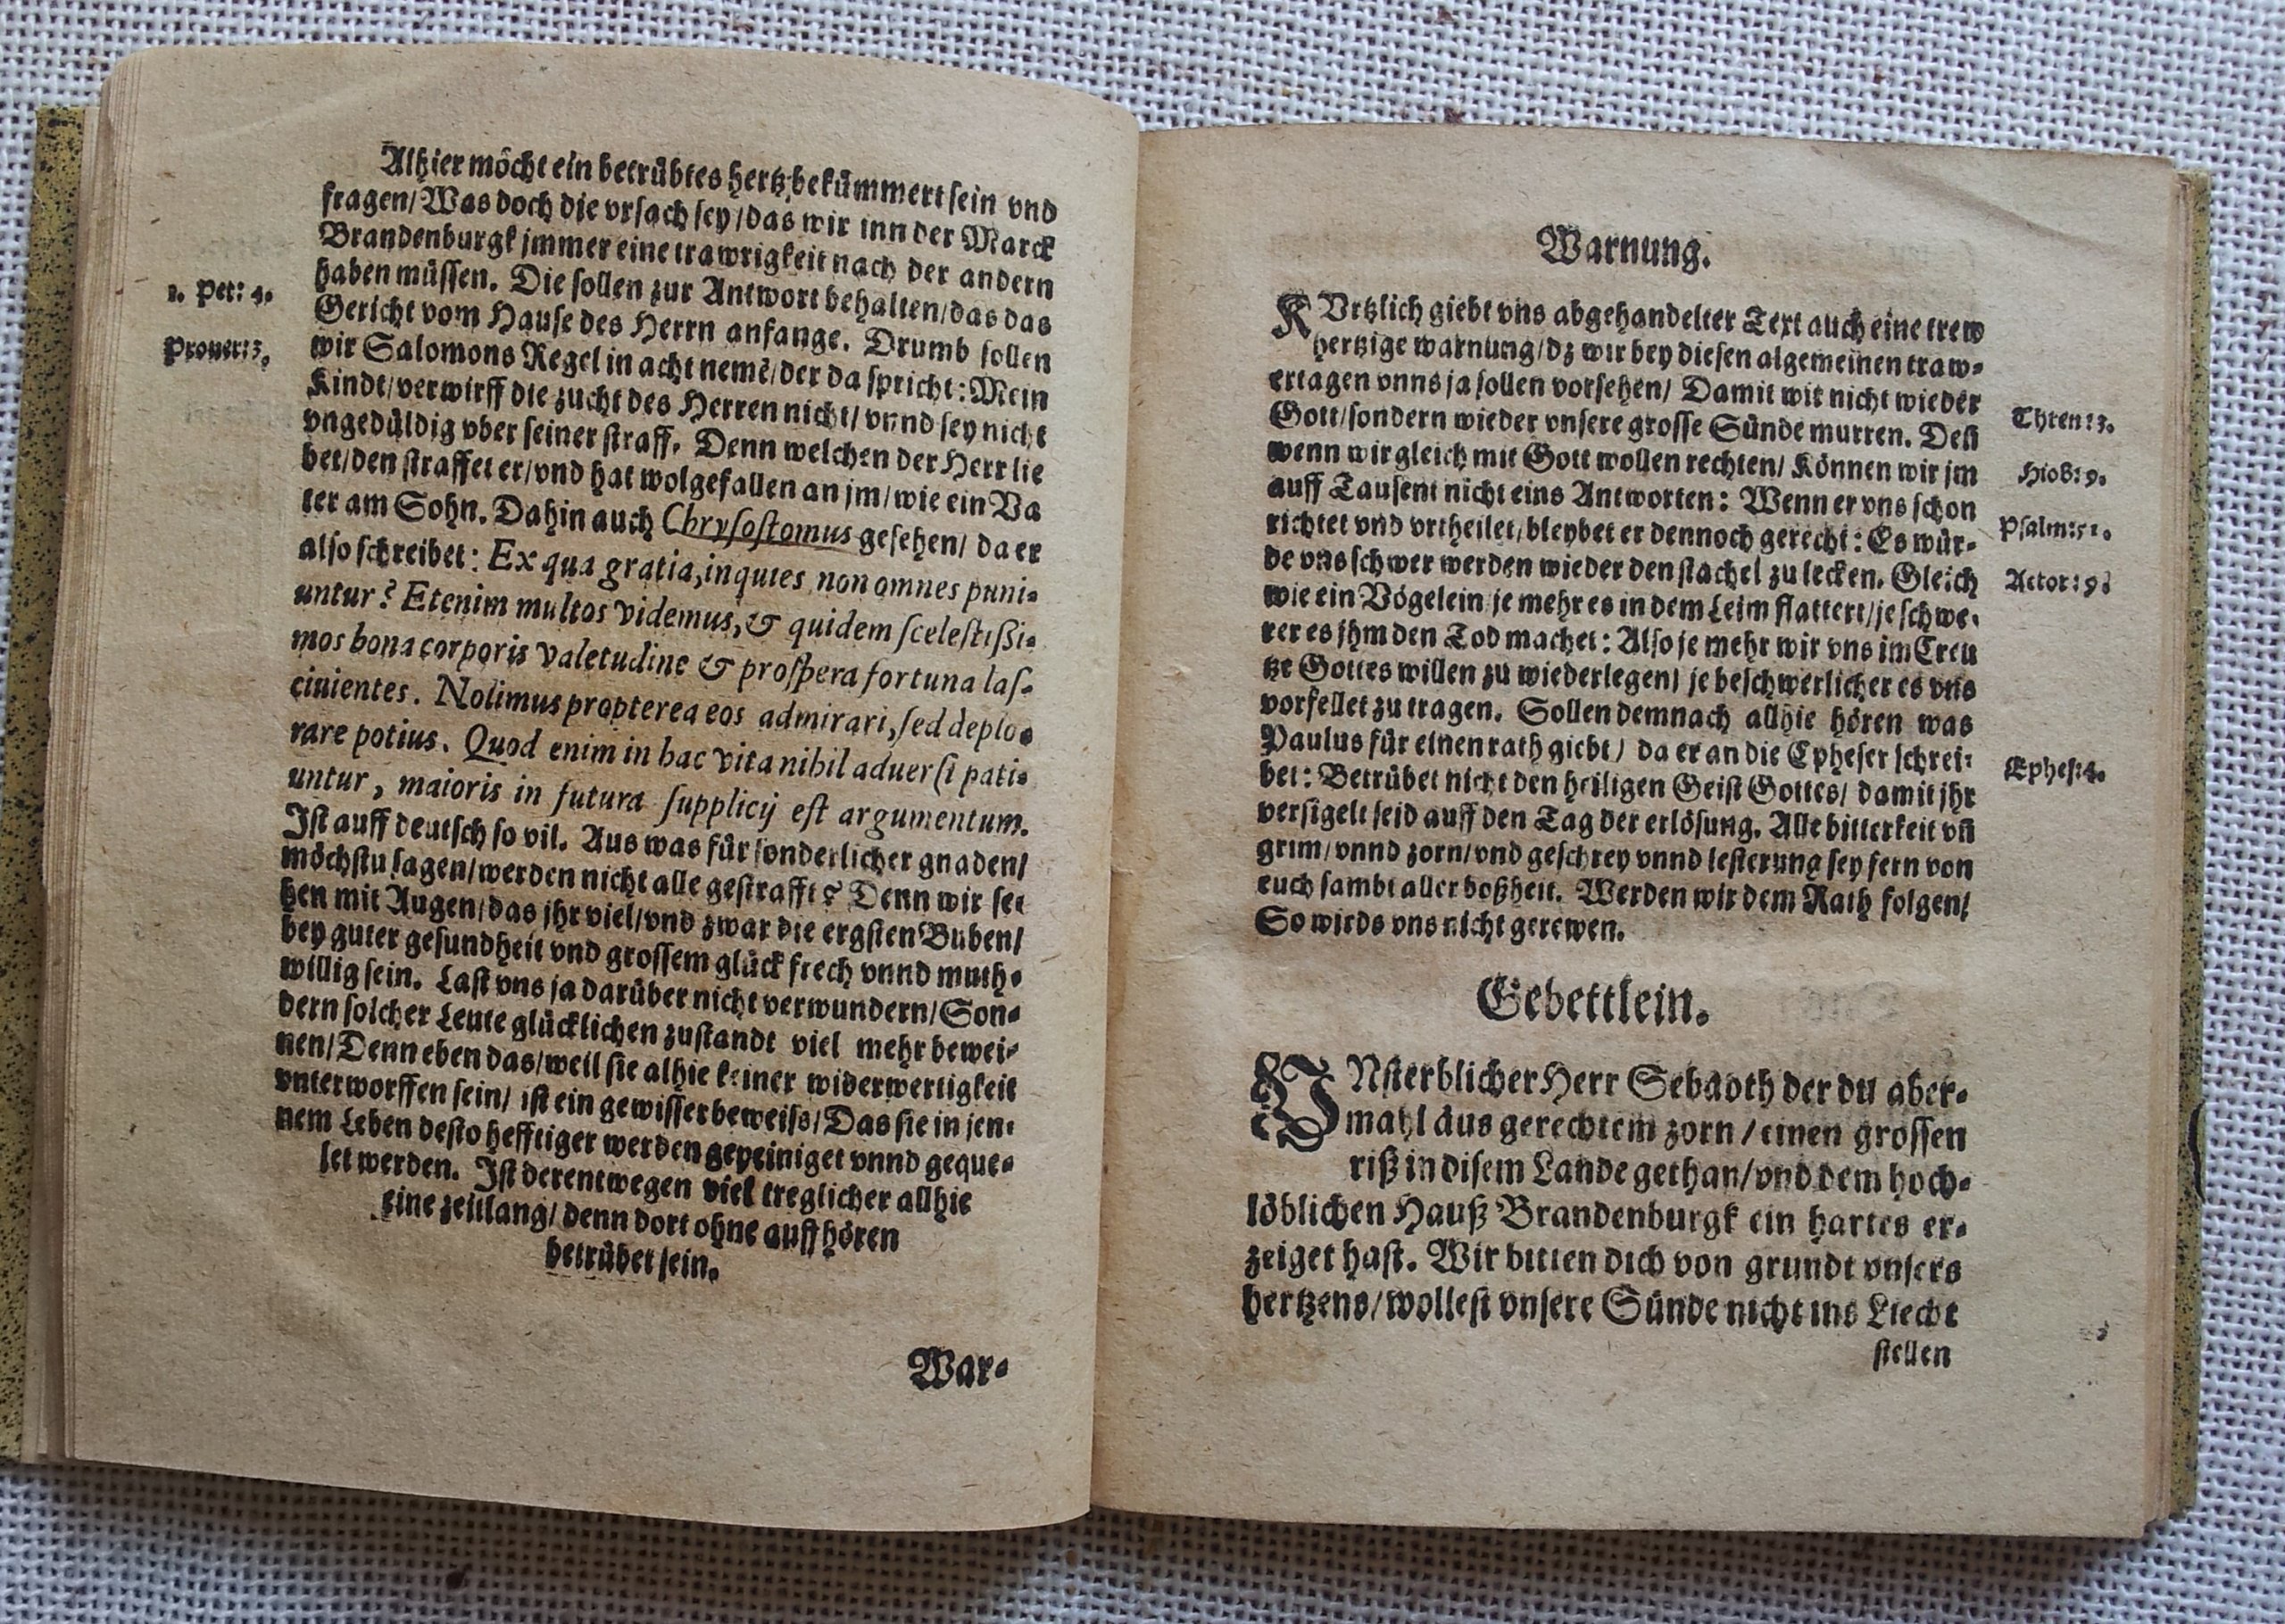 Alhier möcht ein betrübtes hertz bekümmert sein vnd
fragen/ Was doch die vrsach sey/ das wir inn der Marck
Brandenburgk jmmer eine trawrigkeit nach der andern
haben müssen. Die sollen zur Antwort behalten/ das das
1. Pet: 4.
Gericht vom Hause des Herrn anfange. Drumb sollen
Prouer: 3.
wir Salomons Regel in acht nemē/ der da spricht: Mein
Kindt/ verwirff die zucht des Herren nicht/ vnnd sey nicht
vngedüldig vber seiner straff. Denn welchen der Herr lie
bet/ den straffet er/ vnd hat wolgefallen an jm/ wie ein Va
ter am Sohn. Dahin auch Chrysostomus gesehen/ da er
also schreibet: Ex qua gratia, inquies, non omnes puni-
untur? Etenim multos videmus, & quidem scelestißi-
mos bona corporis valetudine & prospera fortuna las-
ciuientes. Nolimus propterea eos admirari, sed deplo-
rare potius. Quod enim in hac vita nihil aduersi pati-
untur, maioris in futura supplicij est argumentum.
Ist auff deutsch so vil. Aus was für sonderlicher gnaden/
möchstu sagen/ werden nicht alle gestrafft? Denn wir se-
hen mit Augen/ das jhr viel/ vnd zwar die ergsten Buben/
bey guter gesundheit vnd grossem glück frech vnnd muth-
willig sein. Last vns ja darüber nicht verwundern/ Son-
dern solcher Leute glücklichen zustandt viel mehr bewei-
nen/ Denn eben das/ weil sie alhie keiner widerwertigkeit
vnterworffen sein/ ist ein gewisser beweiss/ Das sie in jen-
nem Leben desto hefftiger werden gepeiniget vnnd geque-
let werden. Ist derentwegen viel treglicher allhie
eine zeitlang/ denn dort ohne auffhören
betrübet sein.
War-
Warnung.
KVrtzlich giebt vns abgehandelter Text auch eine trew
hertzige warnung/ dz wir bey diesen algemeinen traw-
ertagen vnns ja sollen vorsehen/ Damit wir nicht wieder
Gott/ sondern wieder vnsere grosse Sünde murren. Deñ
Thren: 3.
wenn wir gleich mit Gott wollen rechten/ Können wir jm
Hiob: 9.
auff Tausent nicht eins Antworten: Wenn er vns schon
richtet vnd vrtheilet/ bleybet er dennoch gerecht: Es wür-
Psalm: 51.
de vns schwer werden wieder den stachel zu lecken. Gleich
Actor: 9.
wie ein Vögelein je mehr es in dem Leim flattert/ je schwe-
rer es jhm den Tod machet: Also je mehr wir vns im Creu
tze Gottes willen zu wiederlegen/ je beschwerlicher es vns
vorfellet zu tragen. Sollen demnach allhie hören was
Paulus für einen rath giebt/ da er an die Epheser schrei-
Ephes: 4.
bet: Betrübet nicht den heiligen Geist Gottes/ damit jhr
versigelt seid auff den Tag der erlösung. Alle bitterkeit vñ
grim/ vnnd zorn/ vnd geschrey vnnd lesterung sey fern von
euch sambt aller boßheit. Werden wir dem Rath folgen/
So wirds vns nicht gerewen.
Gebettlein.
VNsterblicher Herr Sebaoth der du aber-
mahl aus gerechtem zorn/ einen grossen
riß in disem Lande gethan/ vnd dem hoch-
löblichen Hauß Brandenburgk ein hartes er-
zeiget hast. Wir bitten dich von grundt vnsers
hertzens/ wollest vnsere Sünde nicht ins Liecht
stellen